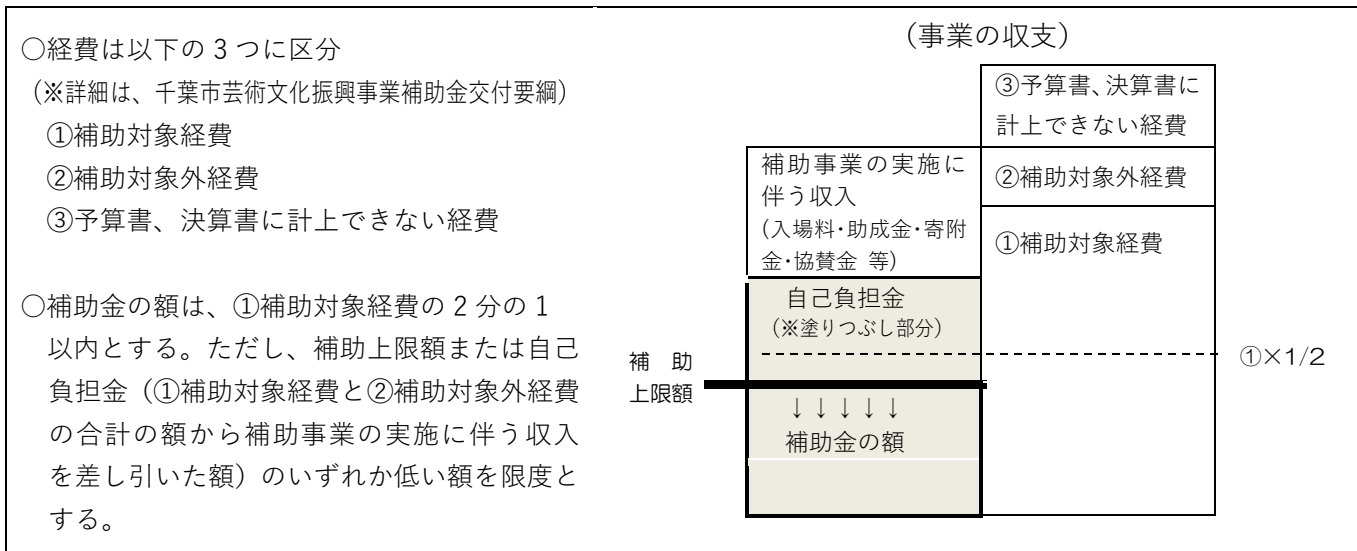 ○経費は以下の3つに区分
（※詳細は、千葉市芸術文化振興事業補助金交付要綱）
①補助対象経費
②補助対象外経費
③予算書、決算書に計上できない経費
○補助金の額は、①補助対象経費の2分の1
以内とする。ただし、補助上限額または自己
負担金（①補助対象経費と②補助対象外経費
の合計の額から補助事業の実施に伴う収入
を差し引いた額）のいずれか低い額を限度と
する。
（事業の収支）
③予算書、決算書に
計上できない経費
補助事業の実施に
伴う収入
（入場料・助成金・寄附
金・協賛金 等）
②補助対象外経費
①補助対象経費
自己負担金
（※塗りつぶし部分）
①×1/2
補 助
上限額
↓↓↓↓↓
補助金の額